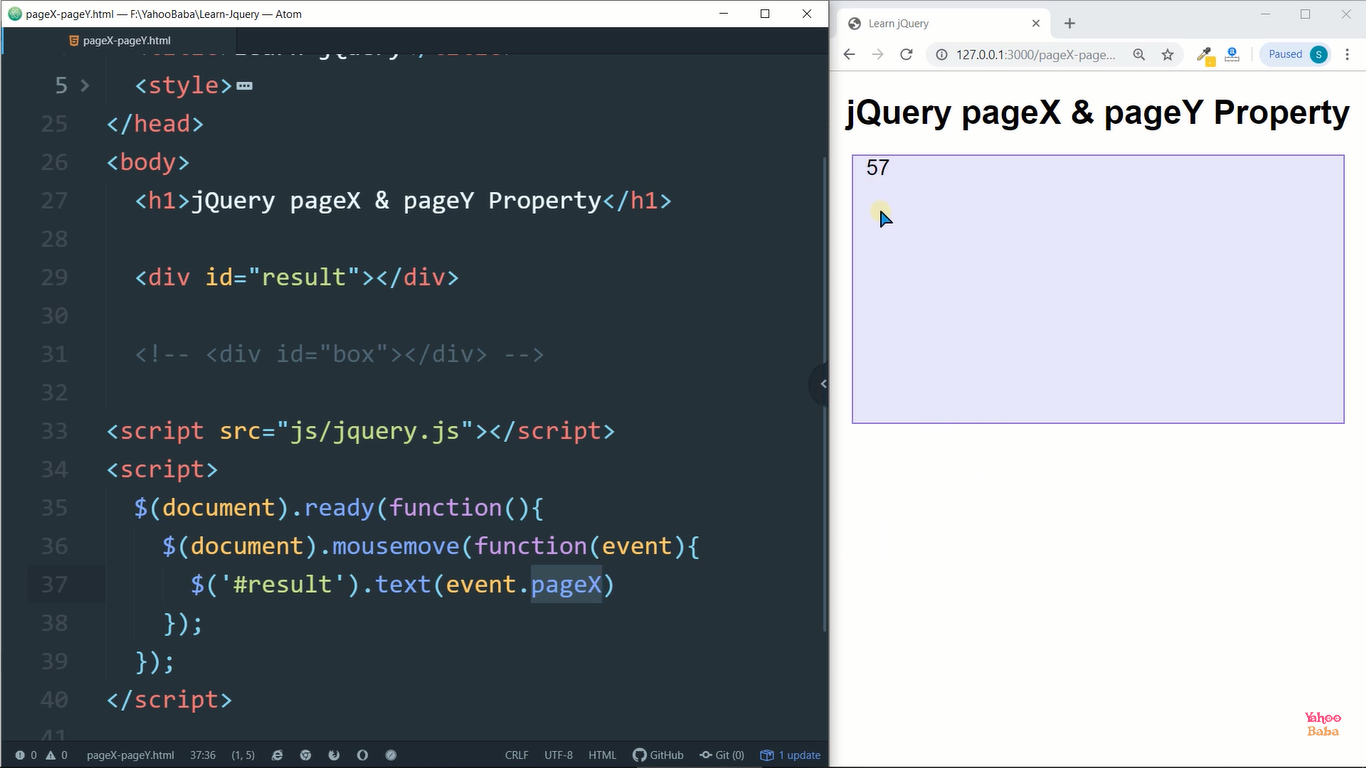 pageX-pageY.html — F:\YahooBaba\Learn-Jquery — Atom
pageX-pageY.html
5 <style>
25 </head>
26 <body>
27 <h1>jQuery pageX & pageY Property</h1>
28
29 <div id="result"></div>
30
31 <!-- <div id="box"></div> -->
32
33 <script src="js/jquery.js"></script>
34 <script>
35 $(document).ready(function(){
36 $(document).mousemove(function(event){
37 $('#result').text(event.pageX)
38 });
39 });
40 </script>
41
0 0 pageX-pageY.html 37:36 (1, 5) CRLF UTF-8 HTML GitHub Git (0) 1 update
Learn jQuery
127.0.0.1:3000/pageX-page... Paused S
jQuery pageX & pageY Property
57
Yahoo
Baba